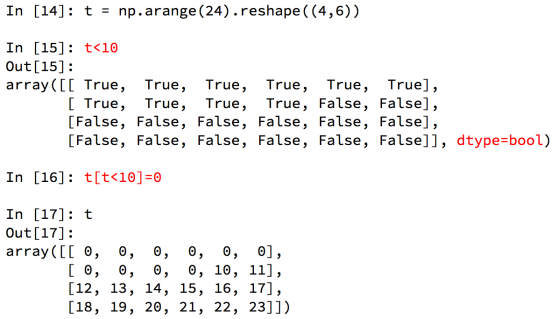 In [14]: t = np.arange(24).reshape((4,6))
In [15]: t<10
Out[15]:
array([[ True,  True,  True,  True,  True,  True],
       [ True,  True,  True,  True, False, False],
       [False, False, False, False, False, False],
       [False, False, False, False, False, False]], dtype=bool)
In [16]: t[t<10]=0
In [17]: t
Out[17]:
array([[ 0,  0,  0,  0,  0,  0],
       [ 0,  0,  0,  0, 10, 11],
       [12, 13, 14, 15, 16, 17],
       [18, 19, 20, 21, 22, 23]])